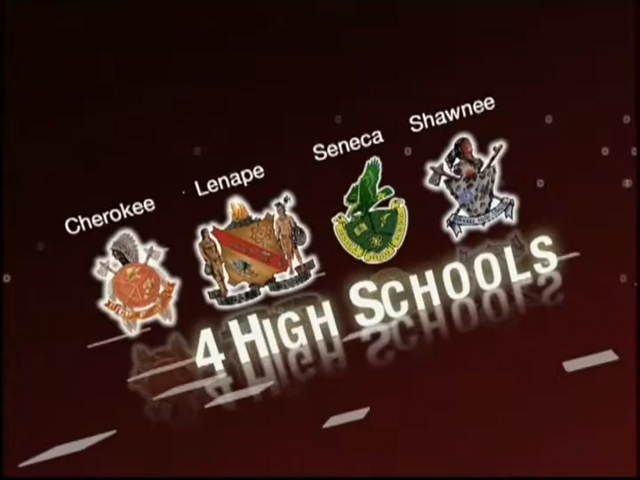 Cherokee
Lenape
Seneca
Shawnee
4 HIGH SCHOOLS